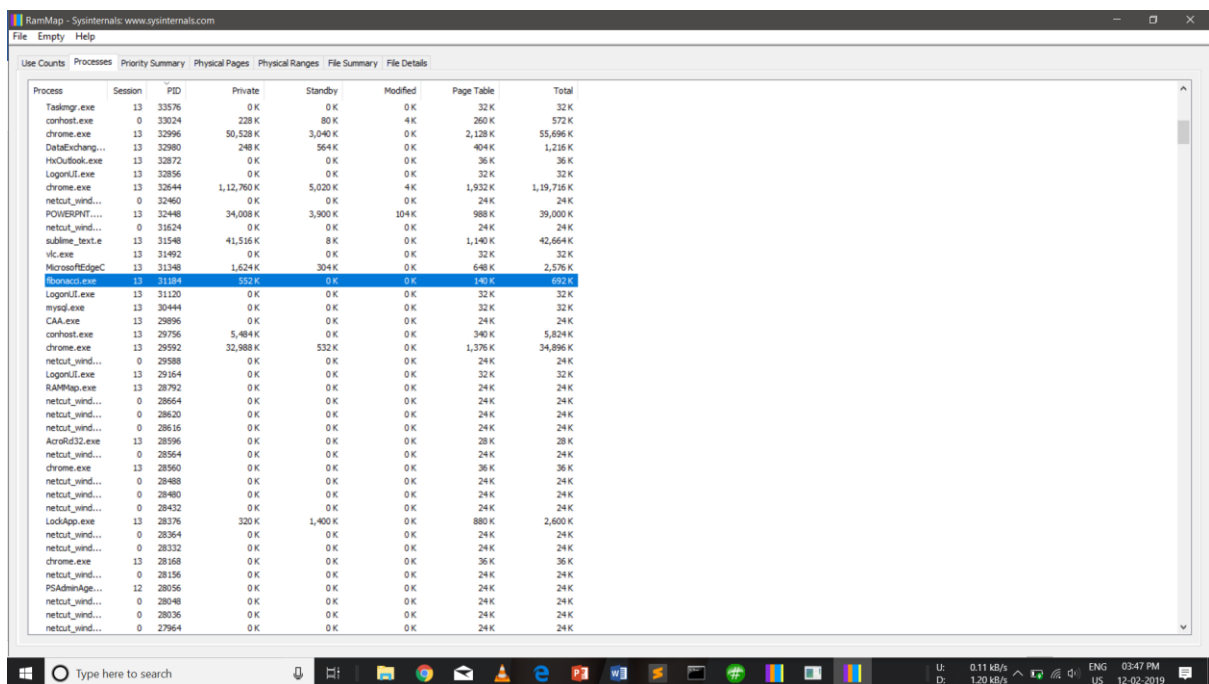 RamMap - Sysinternals: www.sysinternals.com
File Empty Help
Use Counts Processes Priority Summary Physical Pages Physical Ranges File Summary File Details
Process Session PID Private Standby Modified Page Table Total
Taskmgr.exe 13 33576 0 K 0 K 0 K 32 K 32 K
conhost.exe 0 33024 228 K 80 K 4 K 260 K 572 K
chrome.exe 13 32996 50,528 K 3,040 K 0 K 2,128 K 55,696 K
DataExchang... 13 32980 248 K 564 K 0 K 404 K 1,216 K
HxOutlook.exe 13 32872 0 K 0 K 0 K 36 K 36 K
LogonUI.exe 13 32856 0 K 0 K 0 K 32 K 32 K
chrome.exe 13 32644 1,12,760 K 5,020 K 4 K 1,932 K 1,19,716 K
netcut_wind... 0 32460 0 K 0 K 0 K 24 K 24 K
POWERPNT.... 13 32448 34,008 K 3,900 K 104 K 988 K 39,000 K
netcut_wind... 0 31624 0 K 0 K 0 K 24 K 24 K
sublime_text.e 13 31548 41,516 K 8 K 0 K 1,140 K 42,664 K
vlc.exe 13 31492 0 K 0 K 0 K 32 K 32 K
MicrosoftEdgeC 13 31348 1,624 K 304 K 0 K 648 K 2,576 K
fibonacci.exe 13 31184 552 K 0 K 0 K 140 K 692 K
LogonUI.exe 13 31120 0 K 0 K 0 K 32 K 32 K
mysql.exe 13 30444 0 K 0 K 0 K 32 K 32 K
CAA.exe 13 29896 0 K 0 K 0 K 24 K 24 K
conhost.exe 13 29756 5,484 K 0 K 0 K 340 K 5,824 K
chrome.exe 13 29592 32,988 K 532 K 0 K 1,376 K 34,896 K
netcut_wind... 0 29588 0 K 0 K 0 K 24 K 24 K
LogonUI.exe 13 29164 0 K 0 K 0 K 32 K 32 K
RAMMap.exe 13 28792 0 K 0 K 0 K 24 K 24 K
netcut_wind... 0 28664 0 K 0 K 0 K 24 K 24 K
netcut_wind... 0 28620 0 K 0 K 0 K 24 K 24 K
netcut_wind... 0 28616 0 K 0 K 0 K 24 K 24 K
AcroRd32.exe 13 28596 0 K 0 K 0 K 28 K 28 K
netcut_wind... 0 28564 0 K 0 K 0 K 24 K 24 K
chrome.exe 13 28560 0 K 0 K 0 K 36 K 36 K
netcut_wind... 0 28488 0 K 0 K 0 K 24 K 24 K
netcut_wind... 0 28480 0 K 0 K 0 K 24 K 24 K
netcut_wind... 0 28432 0 K 0 K 0 K 24 K 24 K
LockApp.exe 13 28376 320 K 1,400 K 0 K 880 K 2,600 K
netcut_wind... 0 28364 0 K 0 K 0 K 24 K 24 K
netcut_wind... 0 28332 0 K 0 K 0 K 24 K 24 K
chrome.exe 13 28168 0 K 0 K 0 K 36 K 36 K
netcut_wind... 0 28156 0 K 0 K 0 K 24 K 24 K
PSAdminAge... 12 28056 0 K 0 K 0 K 24 K 24 K
netcut_wind... 0 28048 0 K 0 K 0 K 24 K 24 K
netcut_wind... 0 28036 0 K 0 K 0 K 24 K 24 K
netcut_wind... 0 27964 0 K 0 K 0 K 24 K 24 K
Type here to search
U: 0.11 kB/s ENG 03:47 PM
D: 1.20 kB/s US 12-02-2019